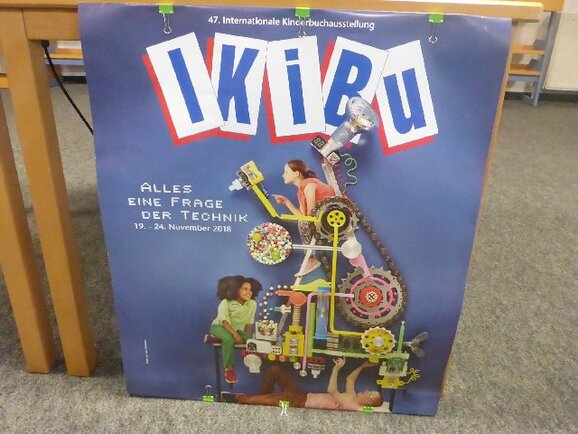 47. Internationale Kinderbuchausstellung
IKiBu
ALLES
EINE FRAGE
DER TECHNIK
19. - 24. November 2018